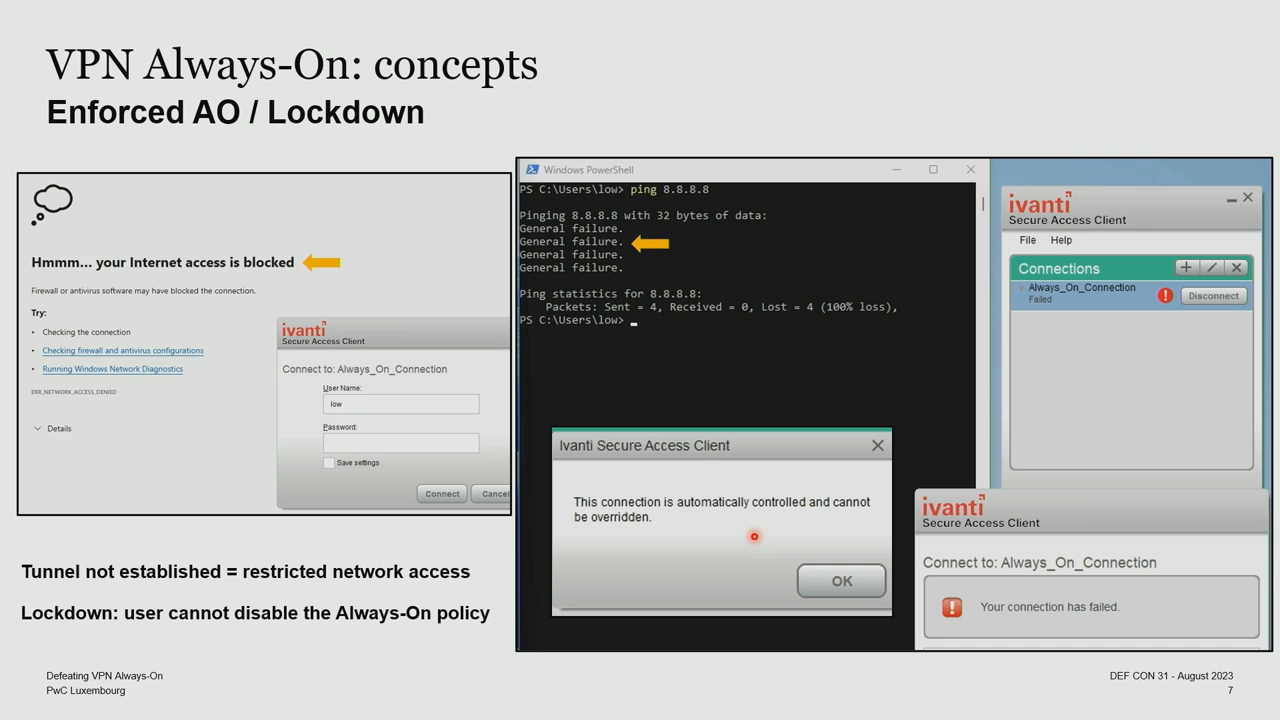 VPN Always-On: concepts
Enforced AO / Lockdown
Hmmm... your Internet access is blocked
Firewall or antivirus software may have blocked the connection.
Try:
• Checking the connection
• Checking firewall and antivirus configurations
• Running Windows Network Diagnostics
ERR_NETWORK_ACCESS_DENIED
Details
ivanti
Secure Access Client
Connect to: Always_On_Connection
User Name:
low
Password:
Save settings
Connect
Cancel
Windows PowerShell
PS C:\Users\low> ping 8.8.8.8
Pinging 8.8.8.8 with 32 bytes of data:
General failure.
General failure.
General failure.
General failure.
Ping statistics for 8.8.8.8:
Packets: Sent = 4, Received = 0, Lost = 4 (100% loss),
PS C:\Users\low>
Ivanti Secure Access Client
This connection is automatically controlled and cannot
be overridden.
OK
ivanti
Secure Access Client
File Help
Connections
Always_On_Connection
Failed
Disconnect
ivanti
Secure Access Client
Connect to: Always_On_Connection
Your connection has failed.
Tunnel not established = restricted network access
Lockdown: user cannot disable the Always-On policy
Defeating VPN Always-On
PwC Luxembourg
DEF CON 31 - August 2023
7